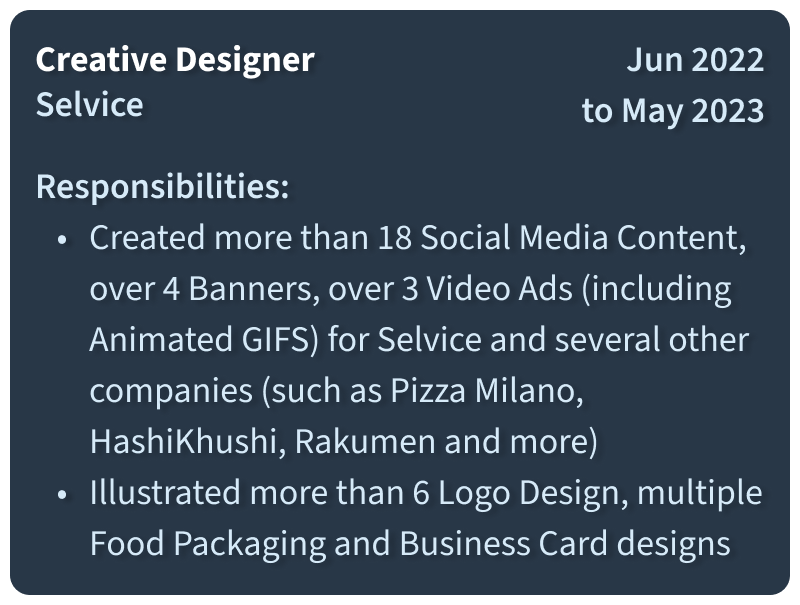 Creative Designer
Jun 2022
Selvice
to May 2023
Responsibilities:
• Created more than 18 Social Media Content,
over 4 Banners, over 3 Video Ads (including
Animated GIFS) for Selvice and several other
companies (such as Pizza Milano,
HashiKhushi, Rakumen and more)
• Illustrated more than 6 Logo Design, multiple
Food Packaging and Business Card designs